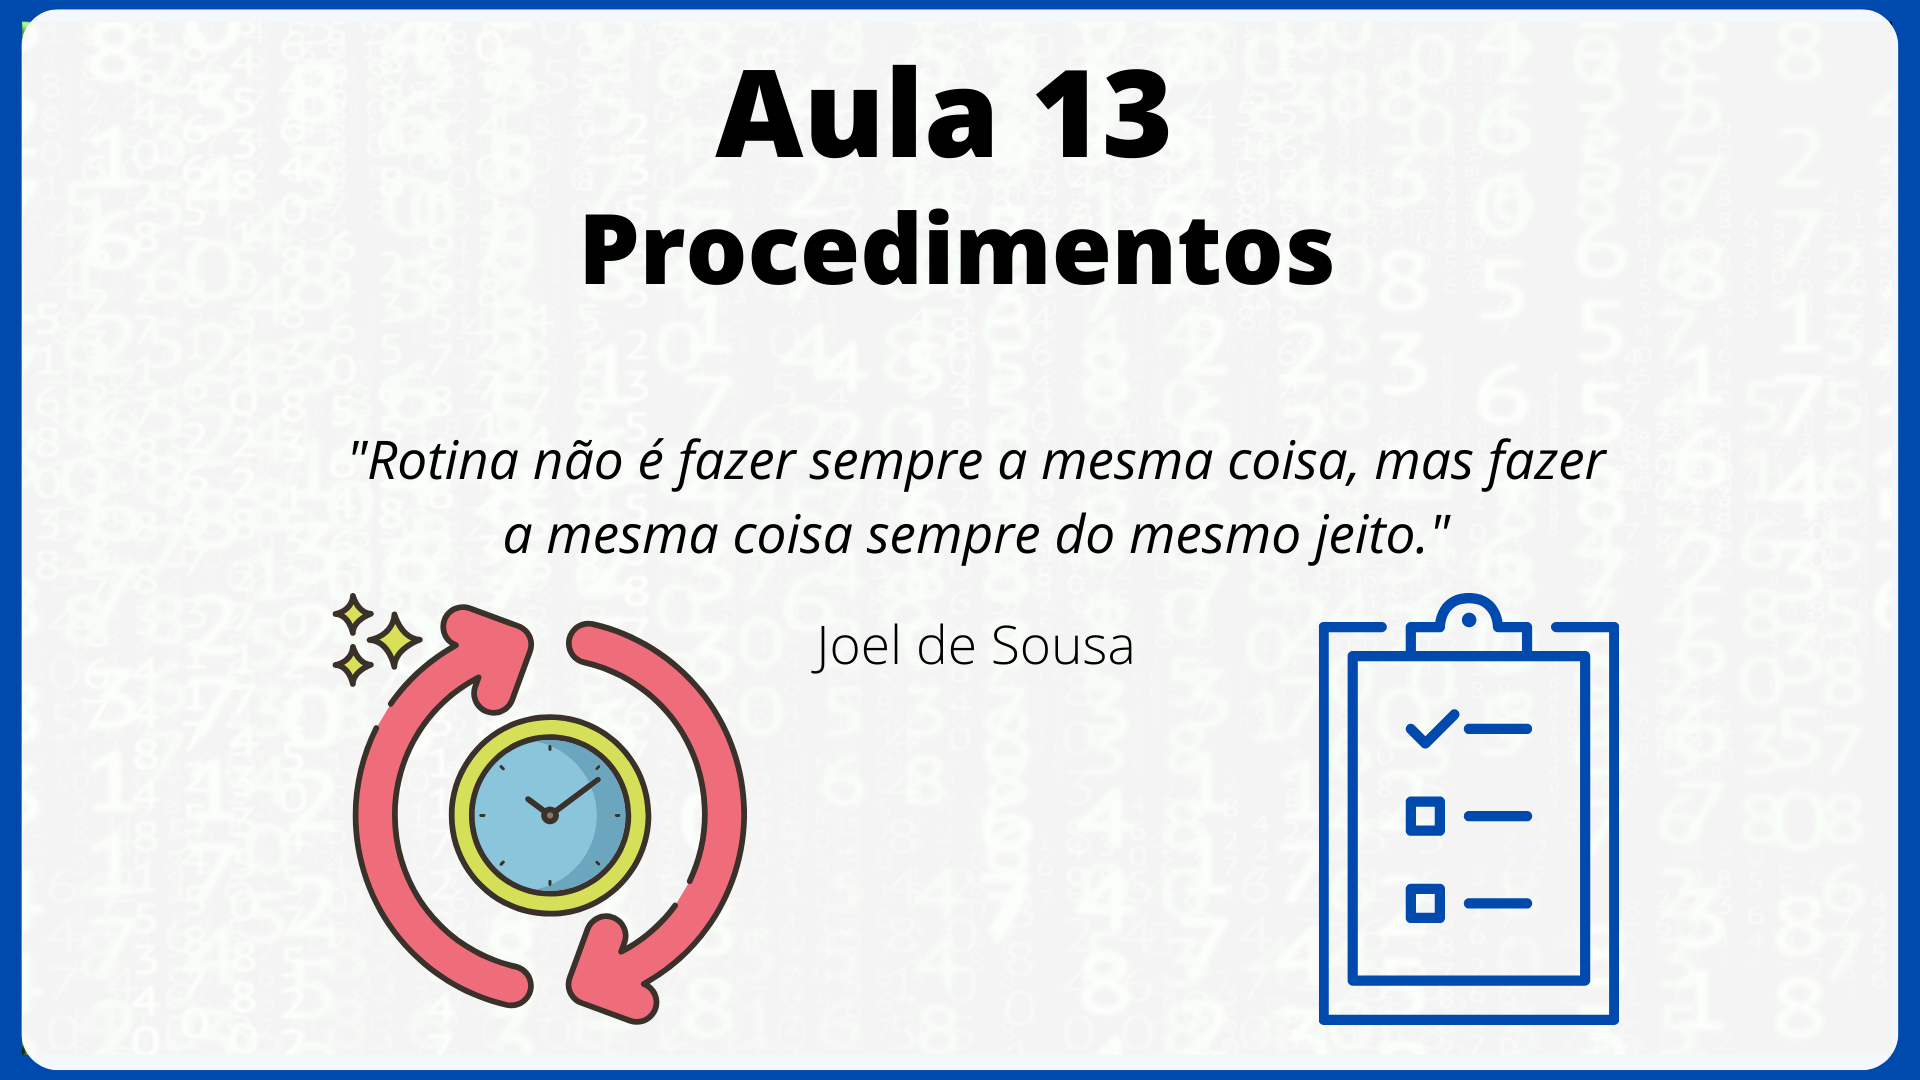 Aula 13
Procedimentos
"Rotina não é fazer sempre a mesma coisa, mas fazer
a mesma coisa sempre do mesmo jeito."
Joel de Sousa